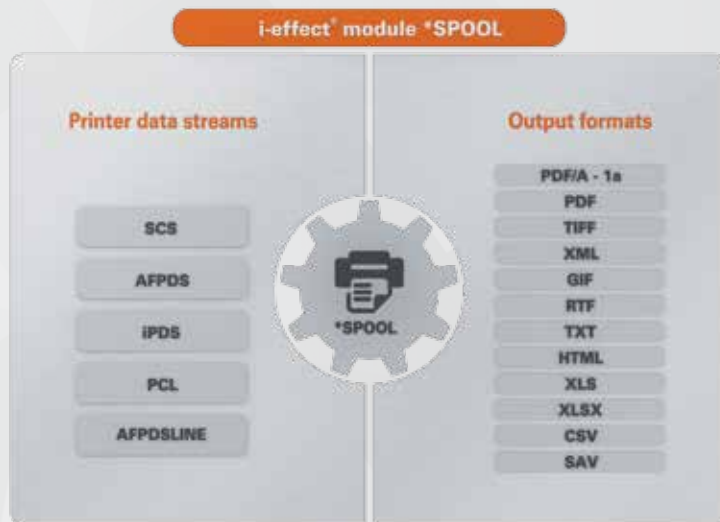 i-effect® module *SPOOL
Printer data streams
SCS
AFPDS
iPDS
PCL
AFPDSLINE
*SPOOL
Output formats
PDF/A - 1a
PDF
TIFF
XML
GIF
RTF
TXT
HTML
XLS
XLSX
CSV
SAV